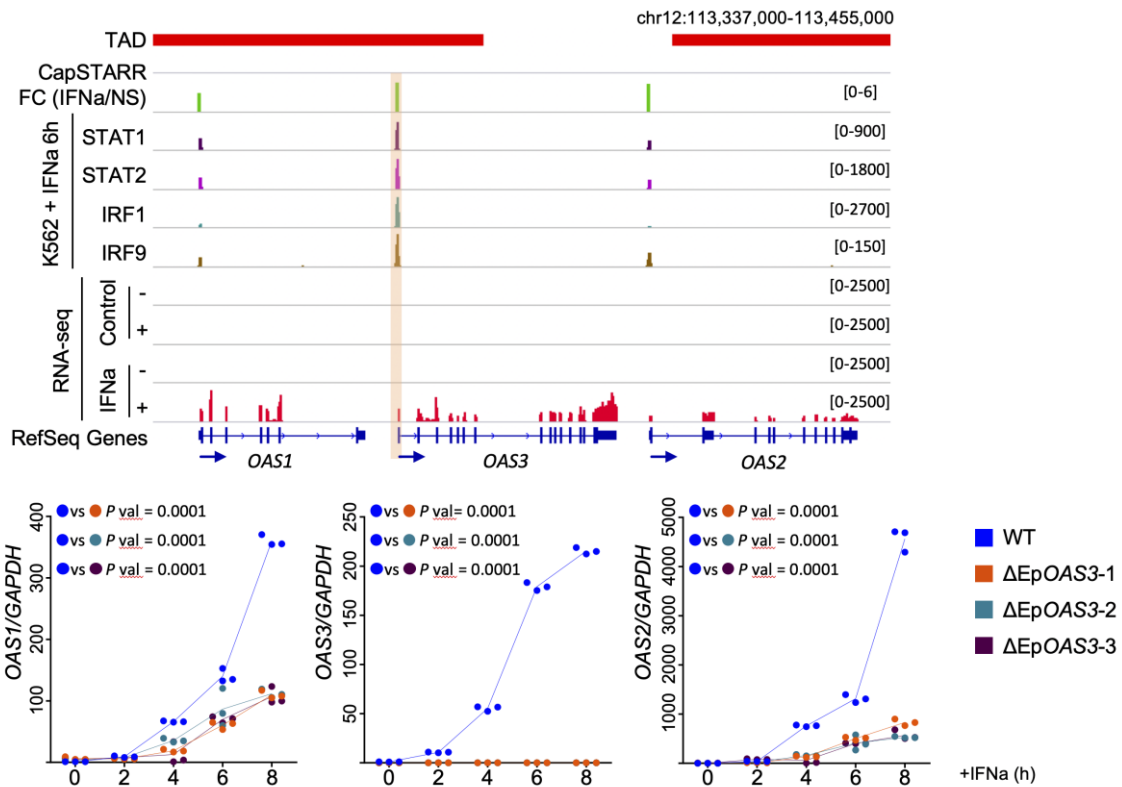 chr12:113,337,000-113,455,000
TAD
CapSTARR
FC (IFNa/NS)
[0-6]
K562 + IFNa 6h
STAT1
[0-900]
STAT2
[0-1800]
IRF1
[0-2700]
IRF9
[0-150]
RNA-seq
Control
-
[0-2500]
+
[0-2500]
IFNa
-
[0-2500]
+
[0-2500]
RefSeq Genes
OAS1
OAS3
OAS2
OAS1/GAPDH
400
300
200
100
vs P val = 0.0001
vs P val = 0.0001
vs P val = 0.0001
0 2 4 6 8
OAS3/GAPDH
250
200
150
100
50
vs P val= 0.0001
vs P val = 0.0001
vs P val = 0.0001
0 2 4 6 8
OAS2/GAPDH
5000
4000
3000
2000
1000
vs P val = 0.0001
vs P val = 0.0001
vs P val = 0.0001
0 2 4 6 8
WT
ΔEpOAS3-1
ΔEpOAS3-2
ΔEpOAS3-3
+IFNa (h)